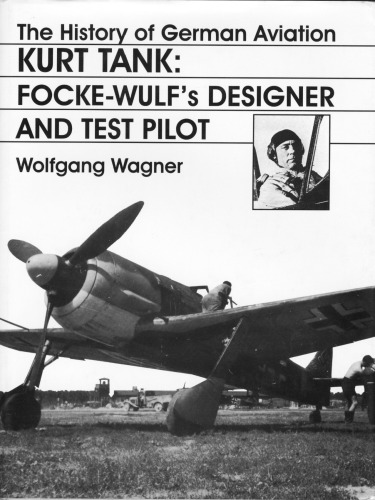 The History of German Aviation
KURT TANK:
FOCKE-WULF's DESIGNER
AND TEST PILOT
Wolfgang Wagner